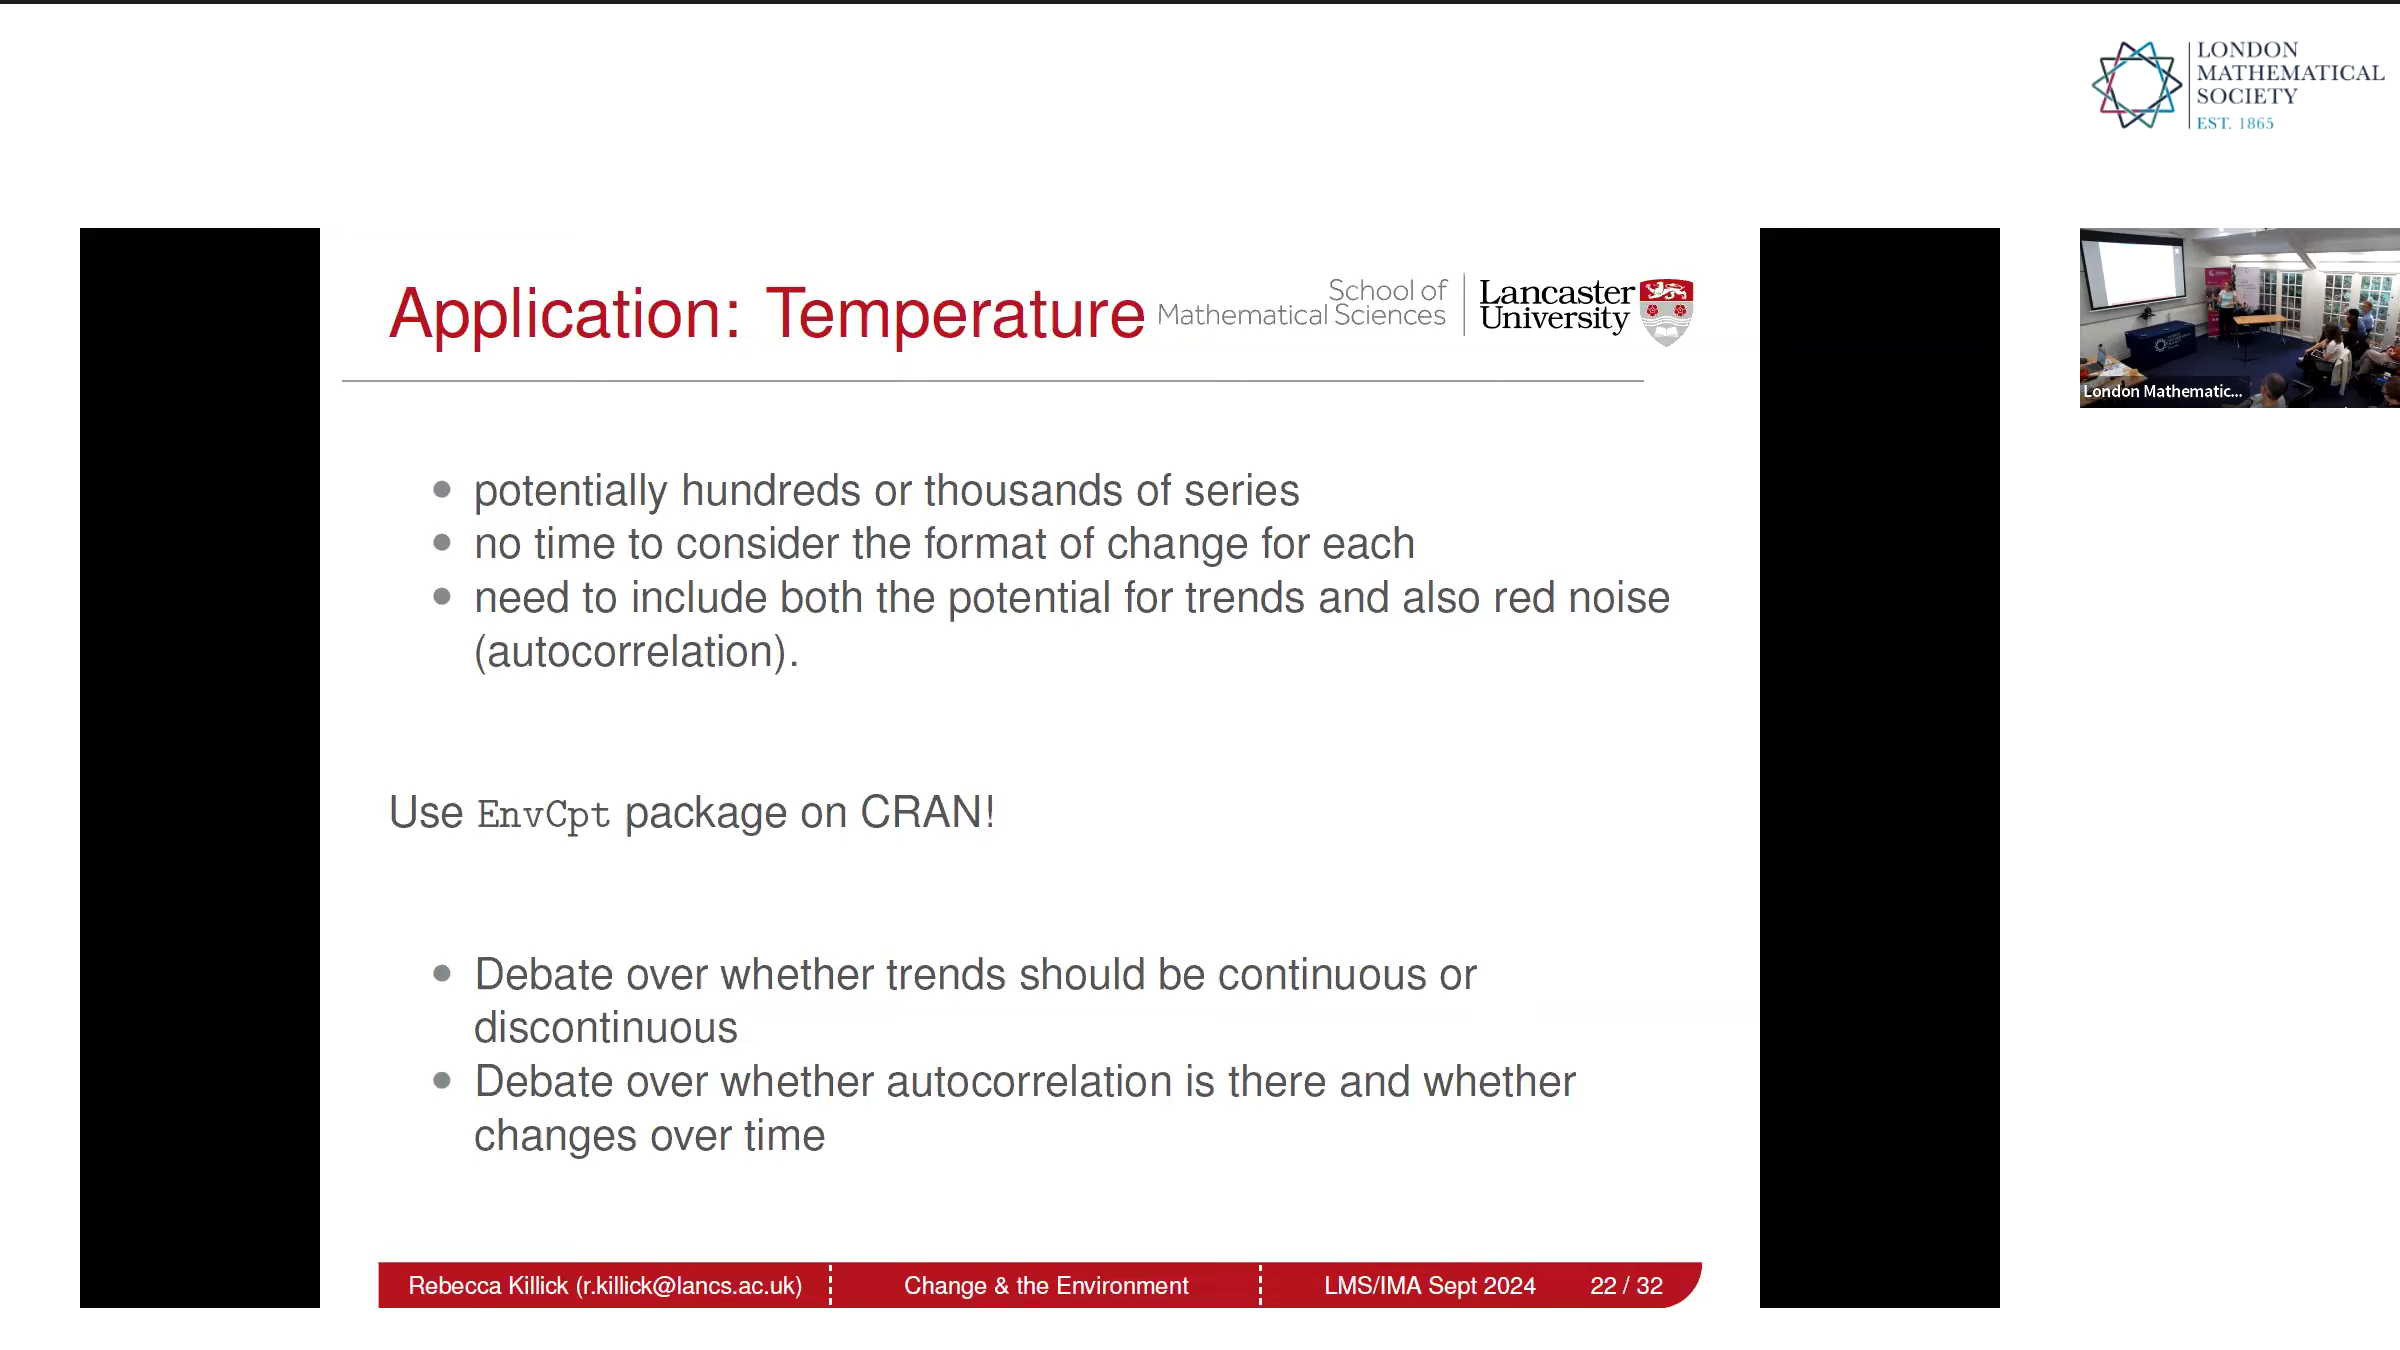 LONDON
MATHEMATICAL
SOCIETY
EST. 1865
Application: Temperature
School of
Mathematical Sciences
Lancaster
University
London Mathematic...
• potentially hundreds or thousands of series
• no time to consider the format of change for each
• need to include both the potential for trends and also red noise
(autocorrelation).
Use EnvCpt package on CRAN!
• Debate over whether trends should be continuous or
discontinuous
• Debate over whether autocorrelation is there and whether
changes over time
Rebecca Killick (r.killick@lancs.ac.uk)
Change & the Environment
LMS/IMA Sept 2024
22 / 32